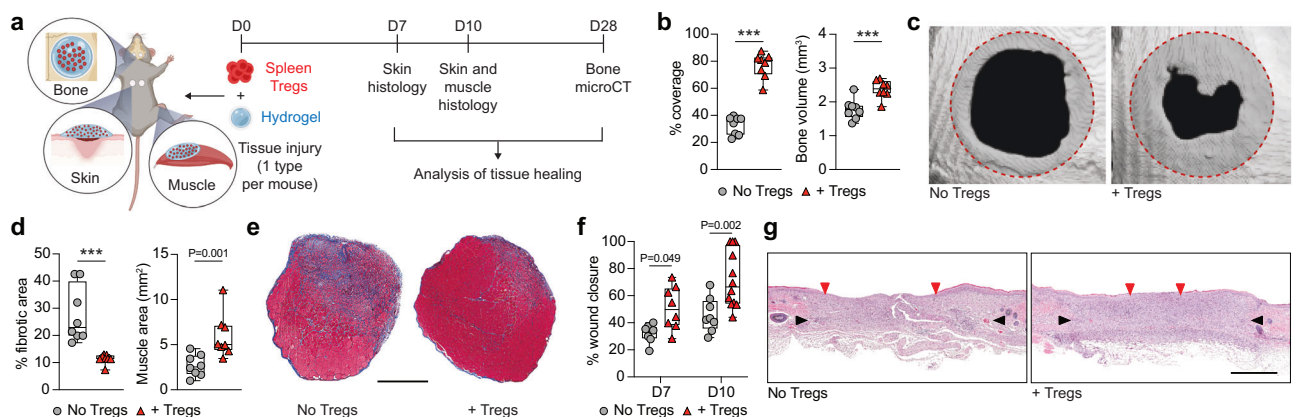 a
D0
D7
D10
D28
Bone
Skin
Muscle
Spleen
Tregs
+
Hydrogel
Tissue injury
(1 type
per mouse)
Skin
histology
Skin and
muscle
histology
Bone
microCT
Analysis of tissue healing
b
% coverage
100
80
60
40
20
0
***
Bone volume (mm³)
4
3
2
1
0
***
No Tregs
+ Tregs
c
No Tregs
+ Tregs
d
% fibrotic area
50
40
30
20
10
0
***
Muscle area (mm²)
15
10
5
0
P=0.001
No Tregs
+ Tregs
e
No Tregs
+ Tregs
f
% wound closure
100
80
60
40
20
0
P=0.049
P=0.002
D7
D10
No Tregs
+ Tregs
g
No Tregs
+ Tregs